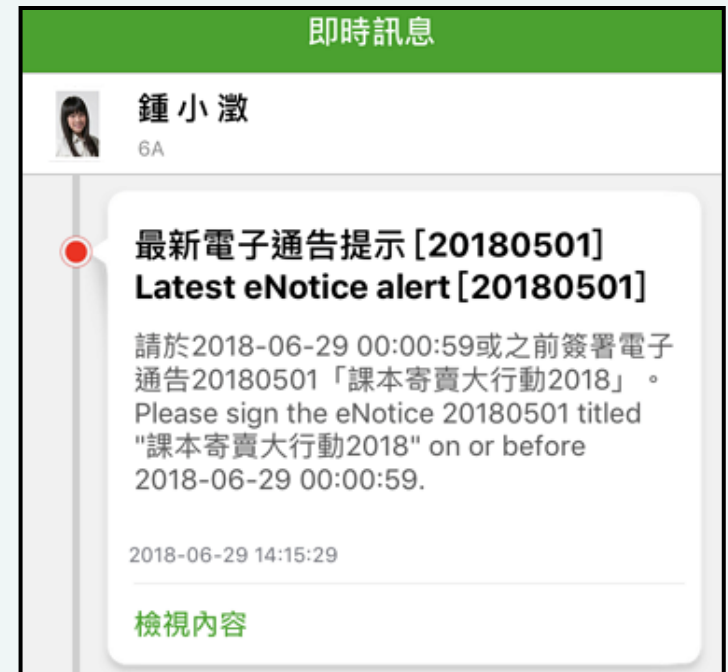 即時訊息
鍾小澂
6A
最新電子通告提示 [20180501]
Latest eNotice alert [20180501]
請於2018-06-29 00:00:59或之前簽署電子
通告20180501「課本寄賣大行動2018」。
Please sign the eNotice 20180501 titled
"課本寄賣大行動2018" on or before
2018-06-29 00:00:59.
2018-06-29 14:15:29
檢視內容